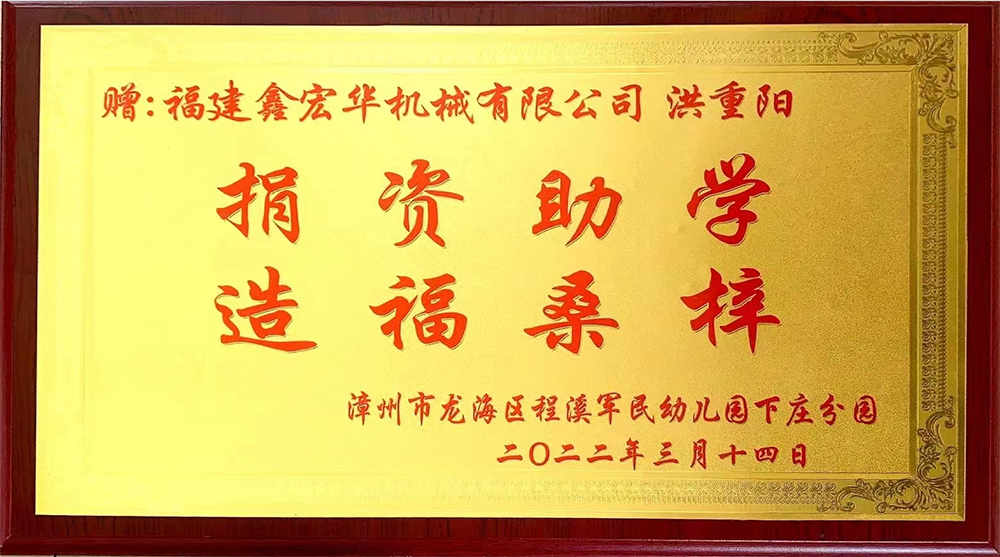 赠:福建鑫宏华机械有限公司 洪重阳
捐资助学
造福桑梓
漳州市龙海区程溪军民幼儿园下庄分园
二〇二二年三月十四日